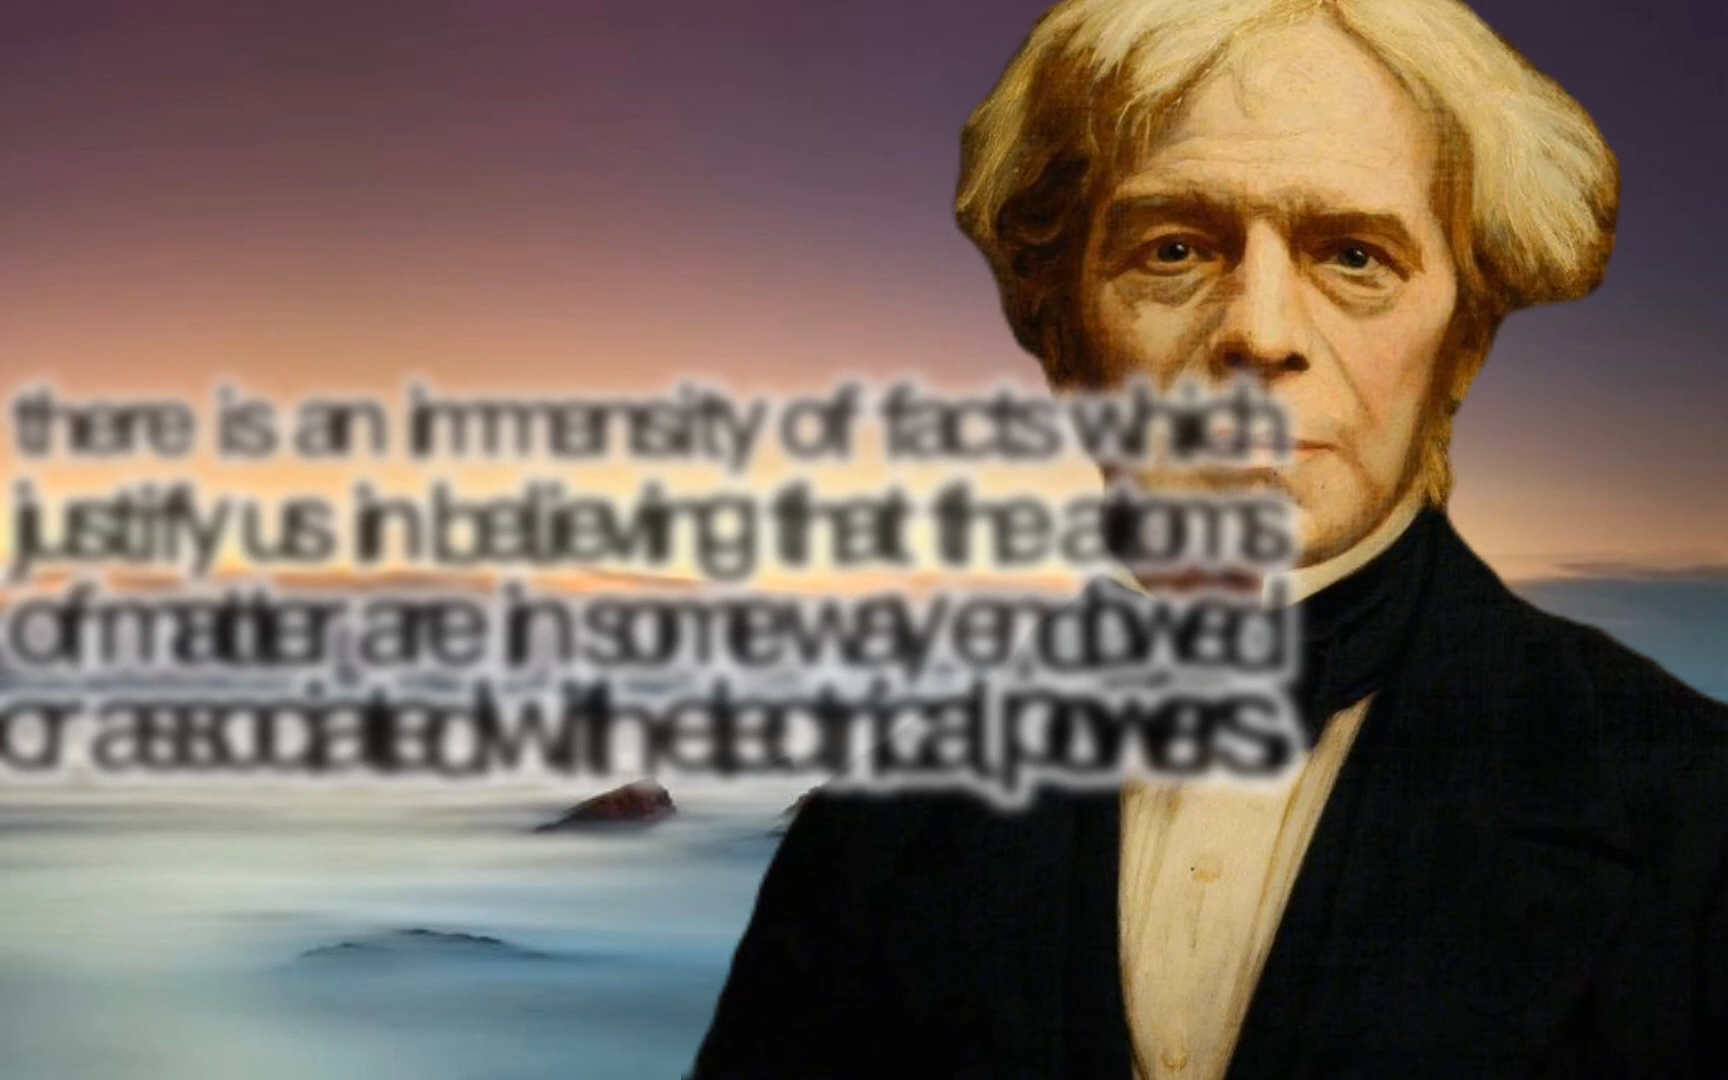 there is an immensity of facts which
justify us in believing that the atoms
of matter are in some way endowed
or associated with electrical powers.